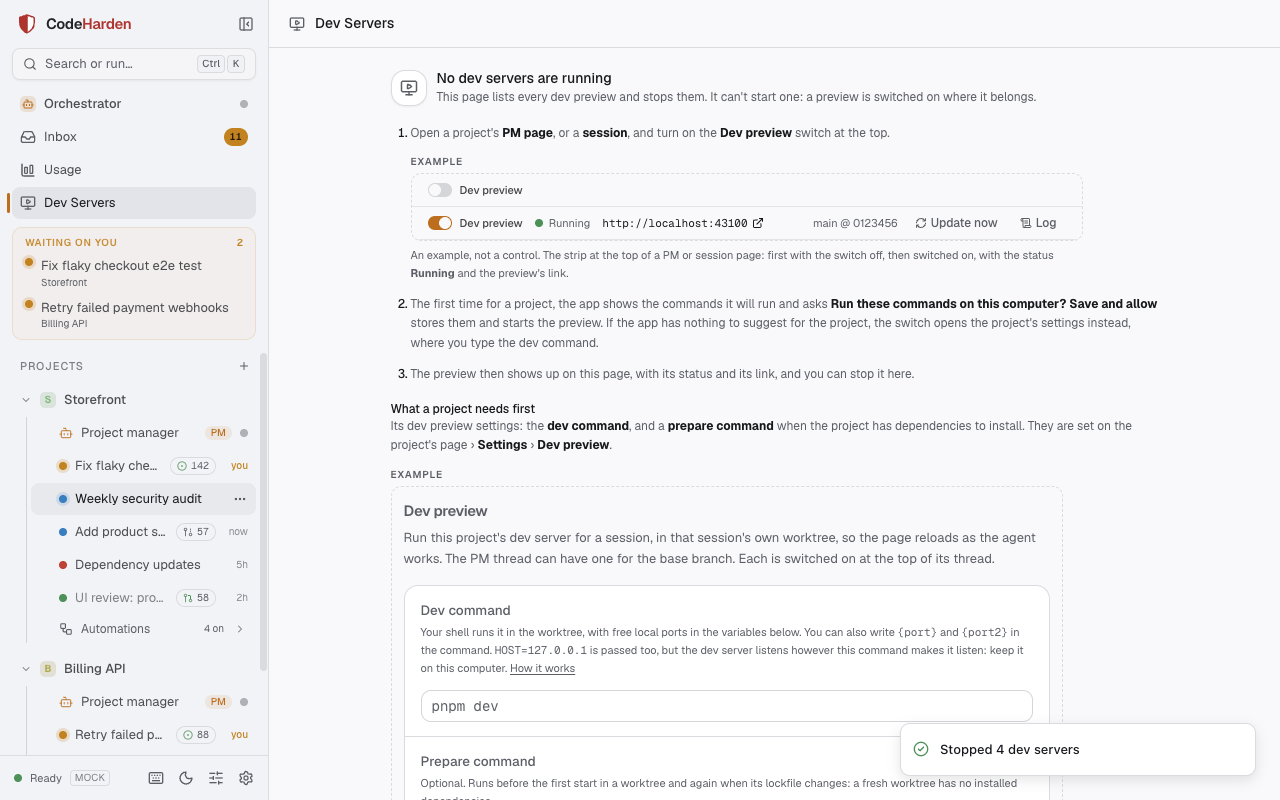 CodeHarden
Search or run…
Ctrl K
Orchestrator
Inbox 11
Usage
Dev Servers
WAITING ON YOU 2
Fix flaky checkout e2e test
Storefront
Retry failed payment webhooks
Billing API
PROJECTS
S Storefront
Project manager PM
Fix flaky che… 142 you
Weekly security audit
Add product s… 57 now
Dependency updates 5h
UI review: pro… 58 2h
Automations 4 on
B Billing API
Project manager PM
Retry failed p… 88 you
Ready MOCK
Dev Servers
No dev servers are running
This page lists every dev preview and stops them. It can't start one: a preview is switched on where it belongs.
1. Open a project's PM page, or a session, and turn on the Dev preview switch at the top.
EXAMPLE
Dev preview
Dev preview Running http://localhost:43100 main @ 0123456 Update now Log
An example, not a control. The strip at the top of a PM or session page: first with the switch off, then switched on, with the status
Running and the preview's link.
2. The first time for a project, the app shows the commands it will run and asks Run these commands on this computer? Save and allow
stores them and starts the preview. If the app has nothing to suggest for the project, the switch opens the project's settings instead,
where you type the dev command.
3. The preview then shows up on this page, with its status and its link, and you can stop it here.
What a project needs first
Its dev preview settings: the dev command, and a prepare command when the project has dependencies to install. They are set on the
project's page › Settings › Dev preview.
EXAMPLE
Dev preview
Run this project's dev server for a session, in that session's own worktree, so the page reloads as the agent
works. The PM thread can have one for the base branch. Each is switched on at the top of its thread.
Dev command
Your shell runs it in the worktree, with free local ports in the variables below. You can also write {port} and {port2} in
the command. HOST=127.0.0.1 is passed too, but the dev server listens however this command makes it listen: keep it
on this computer. How it works
pnpm dev
Prepare command
Optional. Runs before the first start in a worktree and again when its lockfile changes: a fresh worktree has no installed
Stopped 4 dev servers